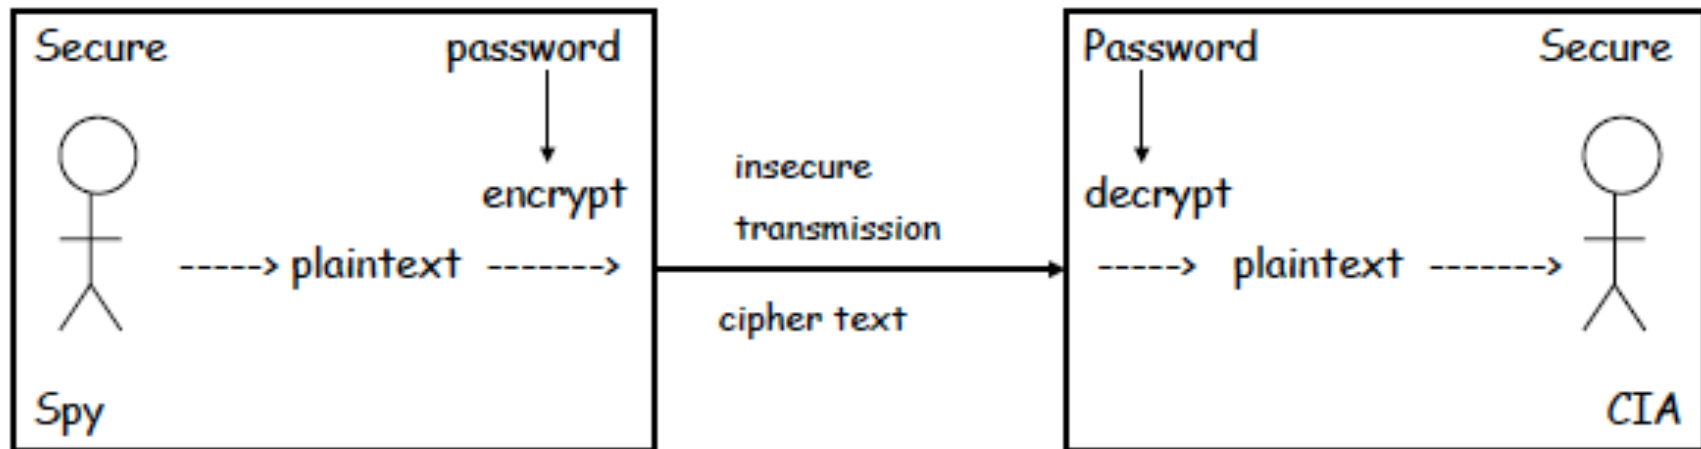 Secure password
encrypt
-----> plaintext ------->
Spy
insecure
transmission
cipher text
Password Secure
decrypt
-----> plaintext ------->
CIA